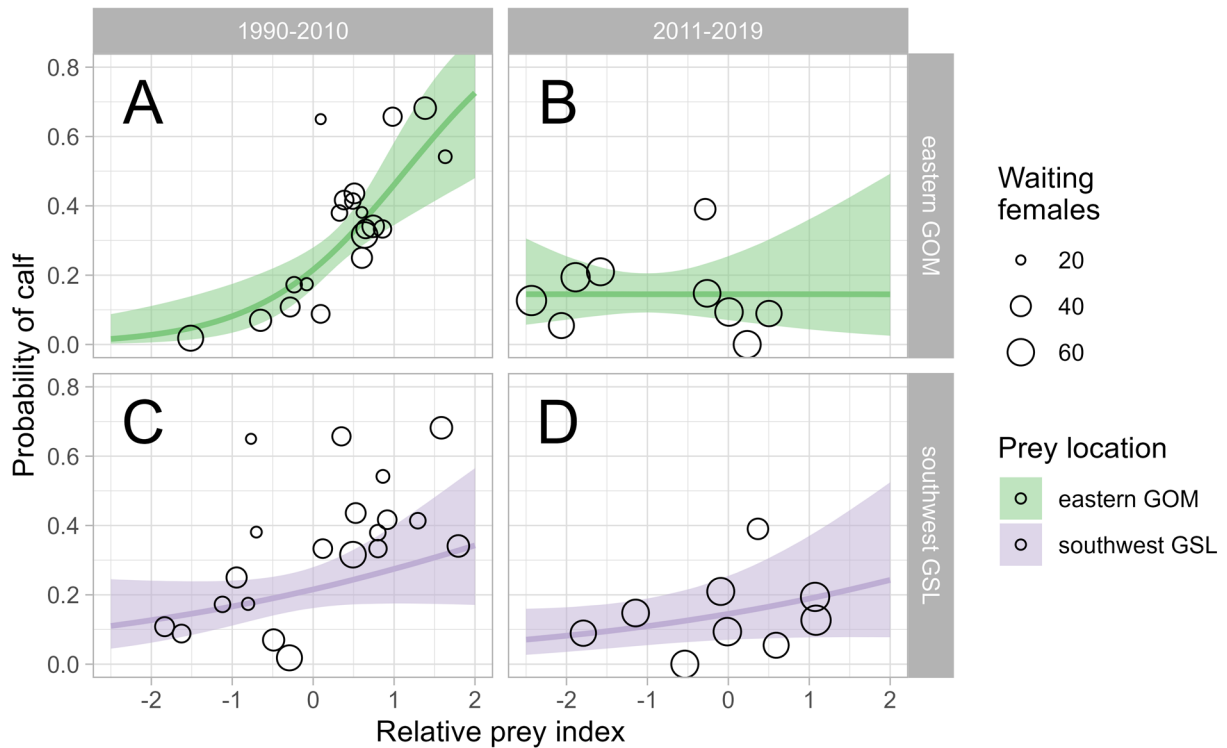 1990-2010
2011-2019
Probability of calf
0.8
0.6
0.4
0.2
0.0
A
B
eastern GOM
0.8
0.6
0.4
0.2
0.0
C
D
southwest GSL
-2
-1
0
1
2
-2
-1
0
1
2
Relative prey index
Waiting
females
20
40
60
Prey location
eastern GOM
southwest GSL